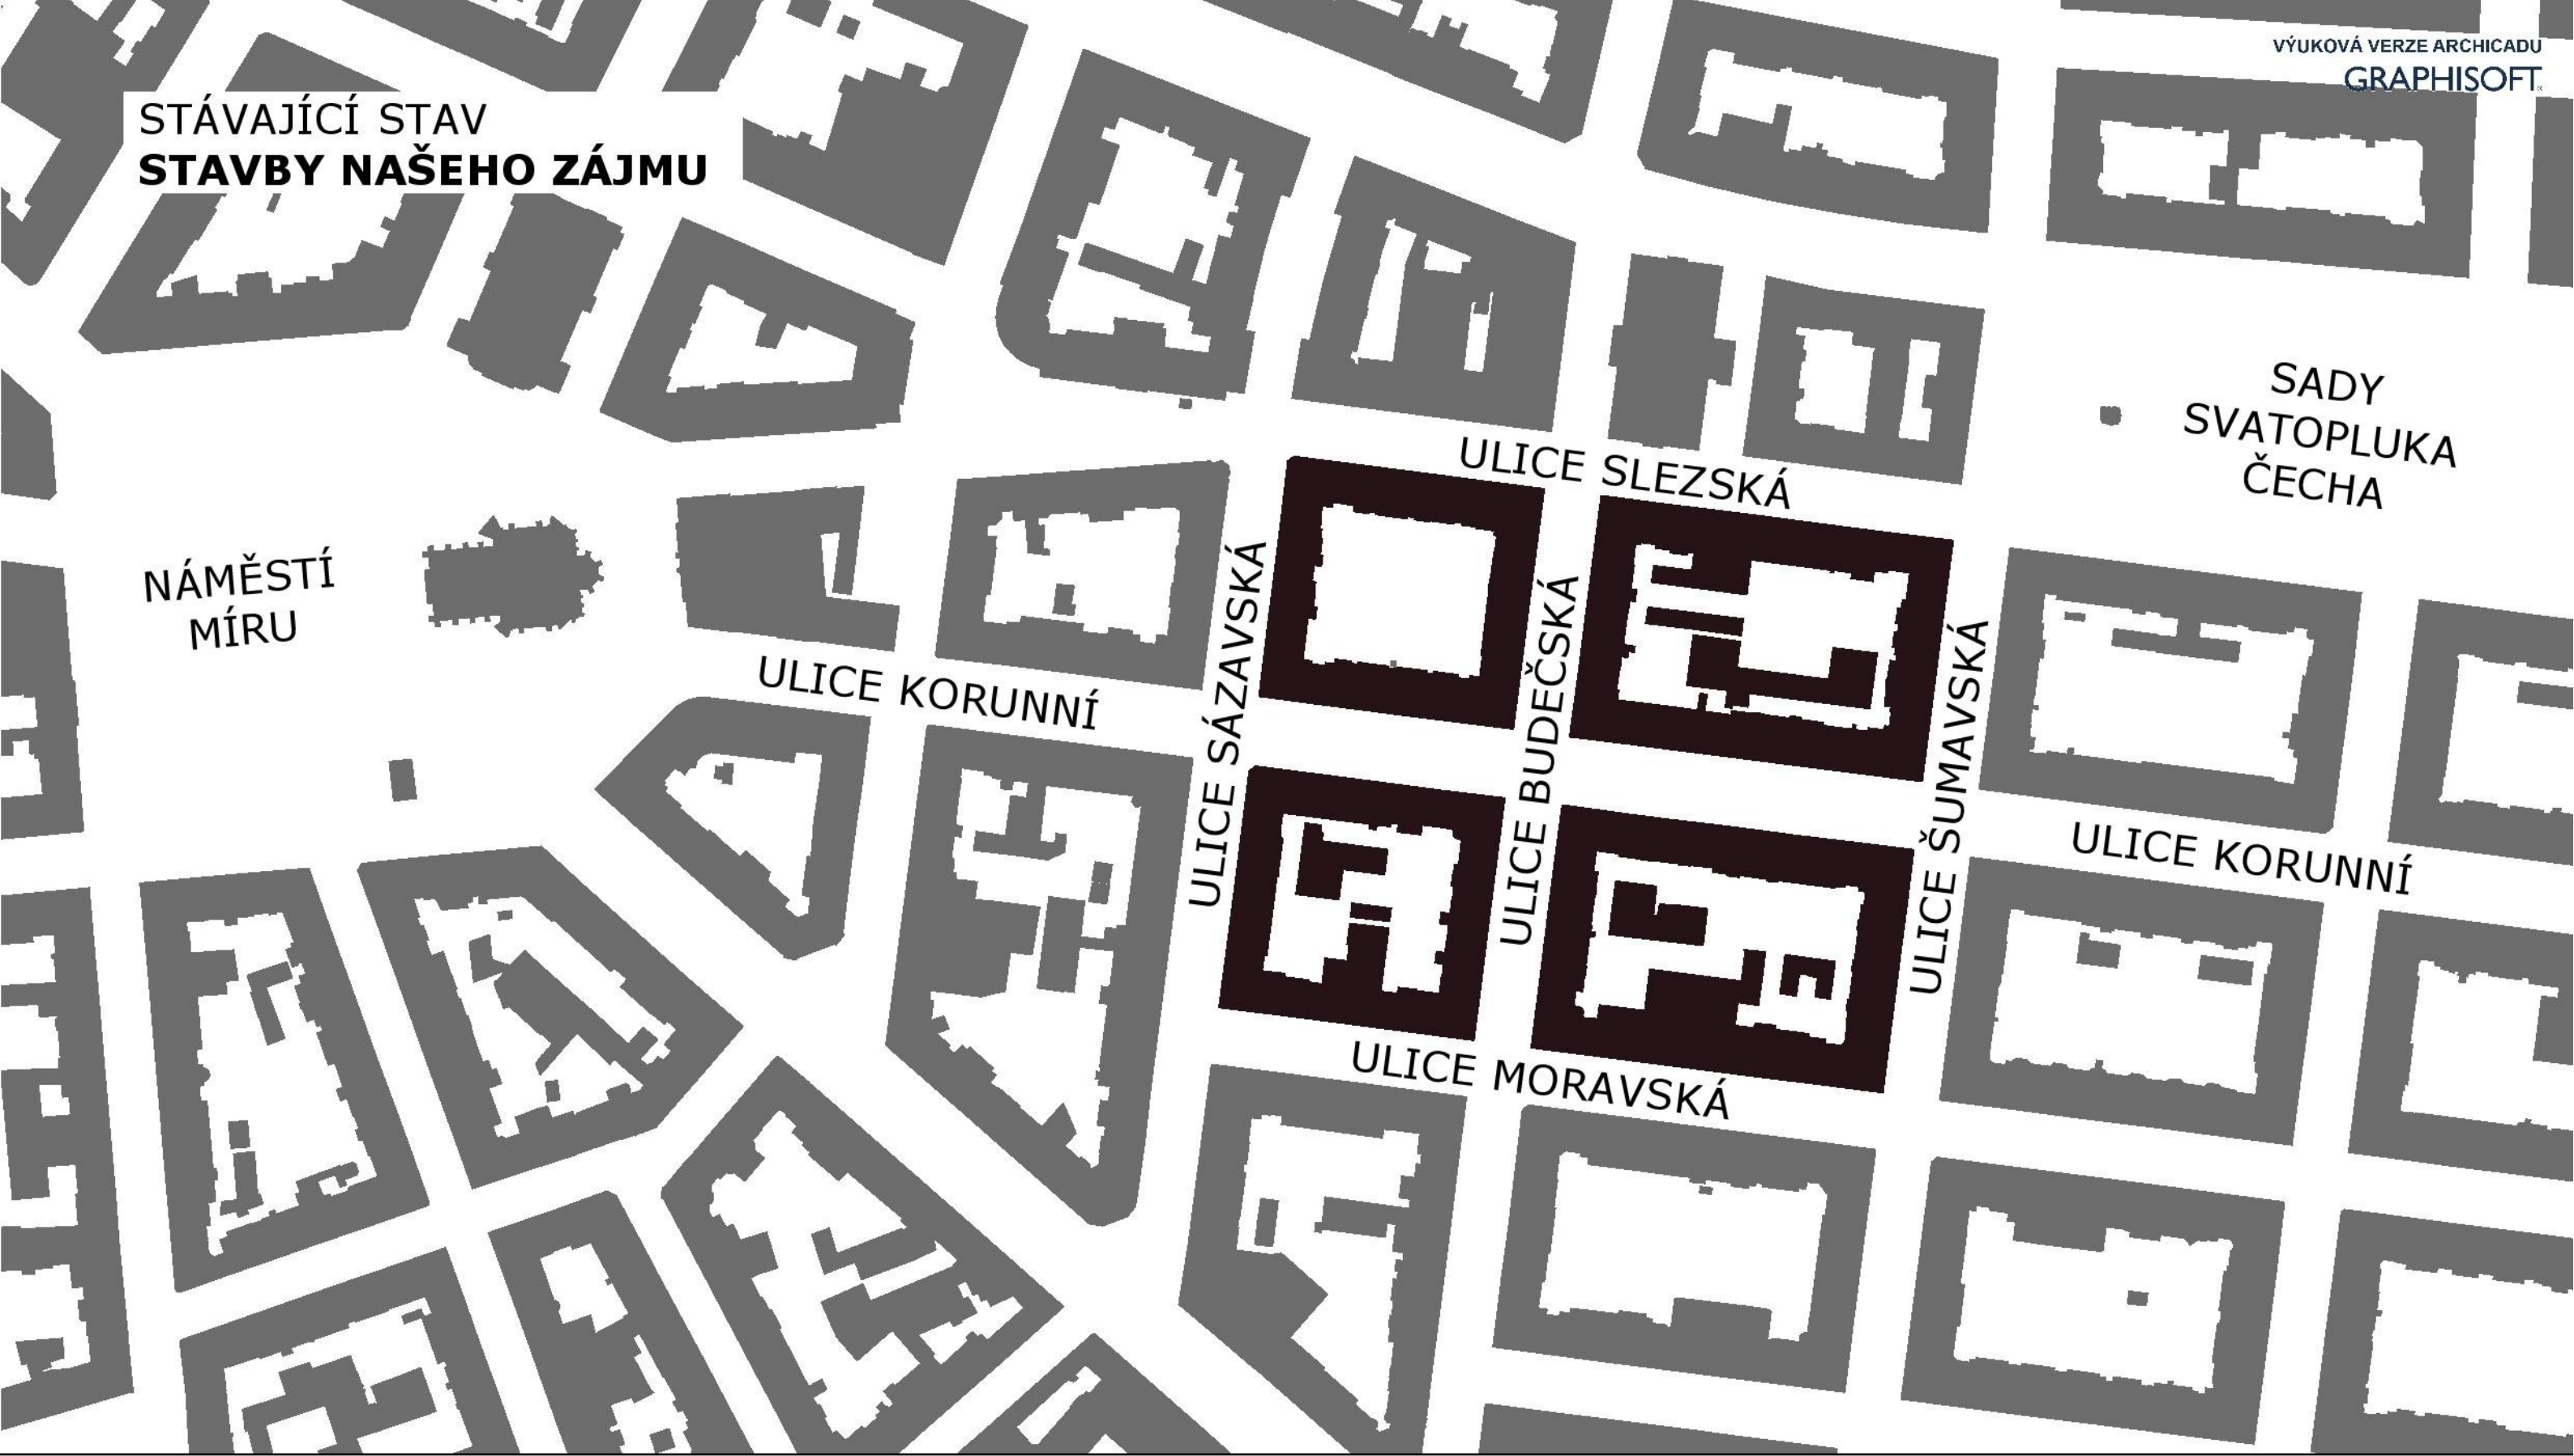 VÝUKOVÁ VERZE ARCHICADU
GRAPHISOFT®
STÁVAJÍCÍ STAV
STAVBY NAŠEHO ZÁJMU
SADY
SVATOPLUKA
ČECHA
ULICE SLEZSKÁ
NÁMĚSTÍ
MÍRU
ULICE KORUNNÍ
ULICE SÁZAVSKÁ
ULICE BUDEČSKÁ
ULICE ŠUMAVSKÁ
ULICE KORUNNÍ
ULICE MORAVSKÁ